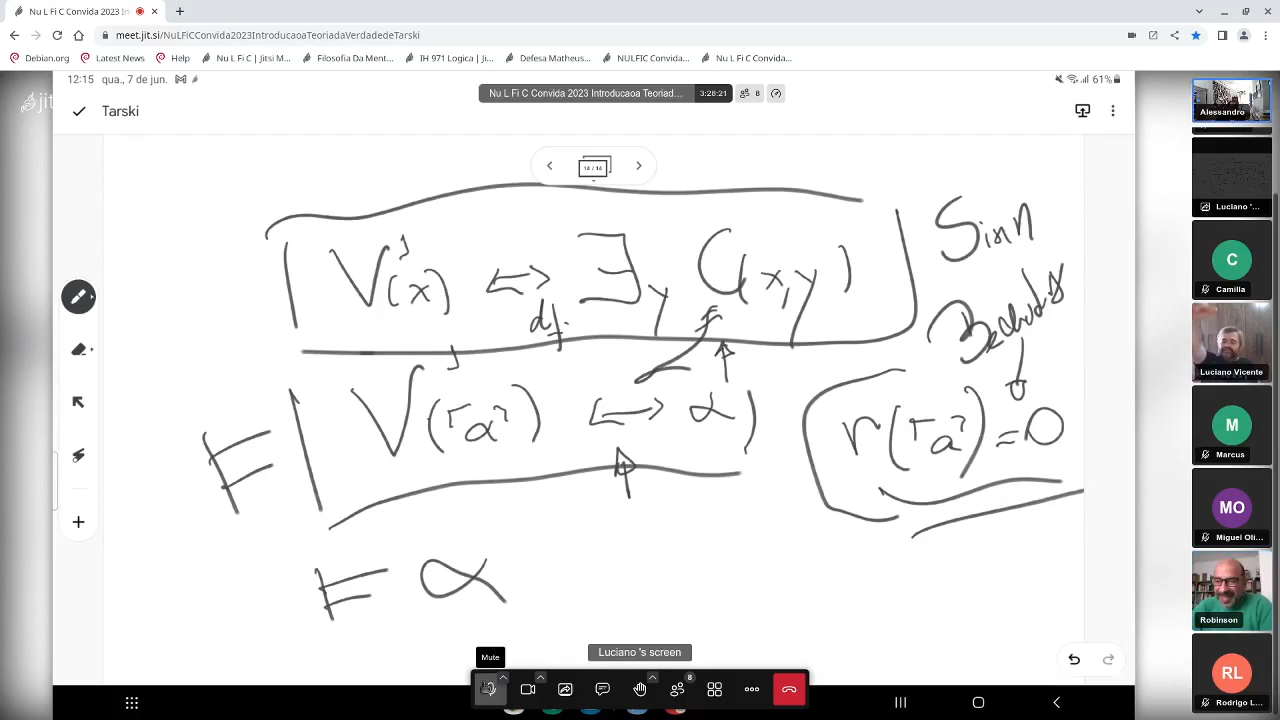 Nu L Fi C Convida 2023 In
meet.jit.si/NuLFiCConvida2023IntroducaoaTeoriadaVerdadedeTarski
Debian.org
Latest News
Help
Nu L Fi C | Jitsi M...
Filosofia Da Ment...
IH 971 Logica | Ji...
Defesa Matheus...
NULFIC Convida...
Nu L Fi C Convida...
12:15 qua., 7 de jun.
61%
jit
Nu L Fi C Convida 2023 Introducaoa Teoriad...
3:28:21
8
Tarski
14 / 14
V(x) ↔ df. ∃y C(x,y)
Sinn
V(⌜α⌝) ↔ α)
r(⌜a⌝) = O
⊨ α
Alessandro
Luciano '...
C
Camilla
Luciano Vicente
M
Marcus
MO
Miguel Oli...
Robinson
RL
Rodrigo L...
Luciano 's screen
Mute
8